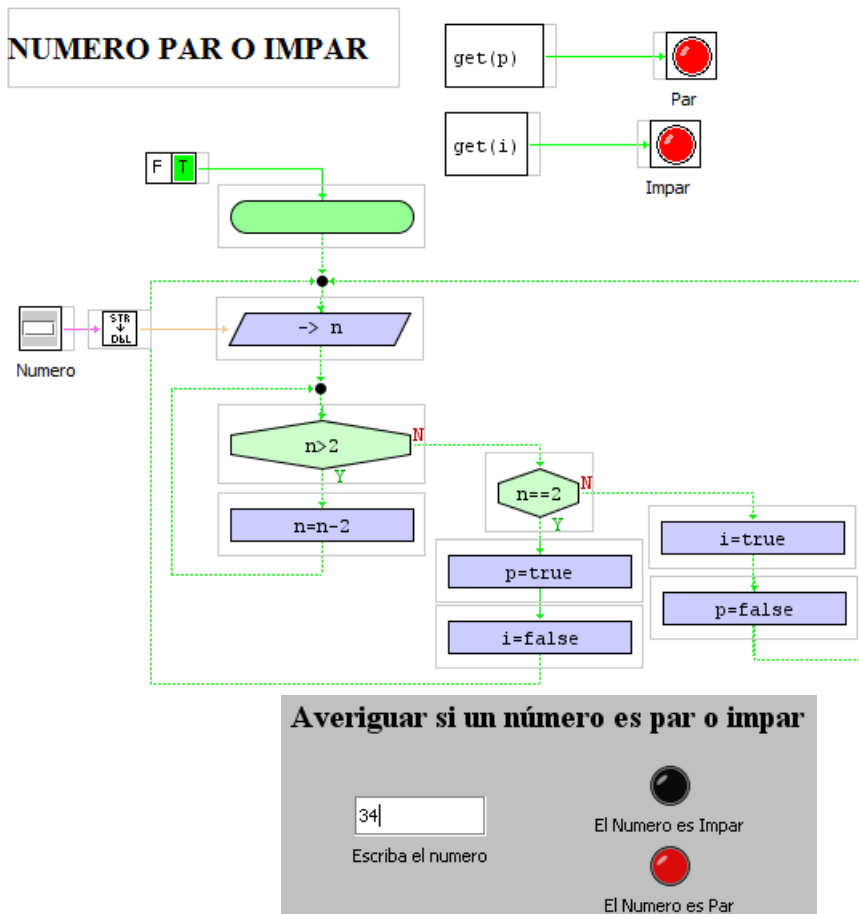 NUMERO PAR O IMPAR
get(p)
Par
get(i)
Impar
F T
Numero
STR
DbL
-> n
n>2
N
Y
n=n-2
n==2
N
Y
p=true
i=false
i=true
p=false
Averiguar si un número es par o impar
34
Escriba el numero
El Numero es Impar
El Numero es Par